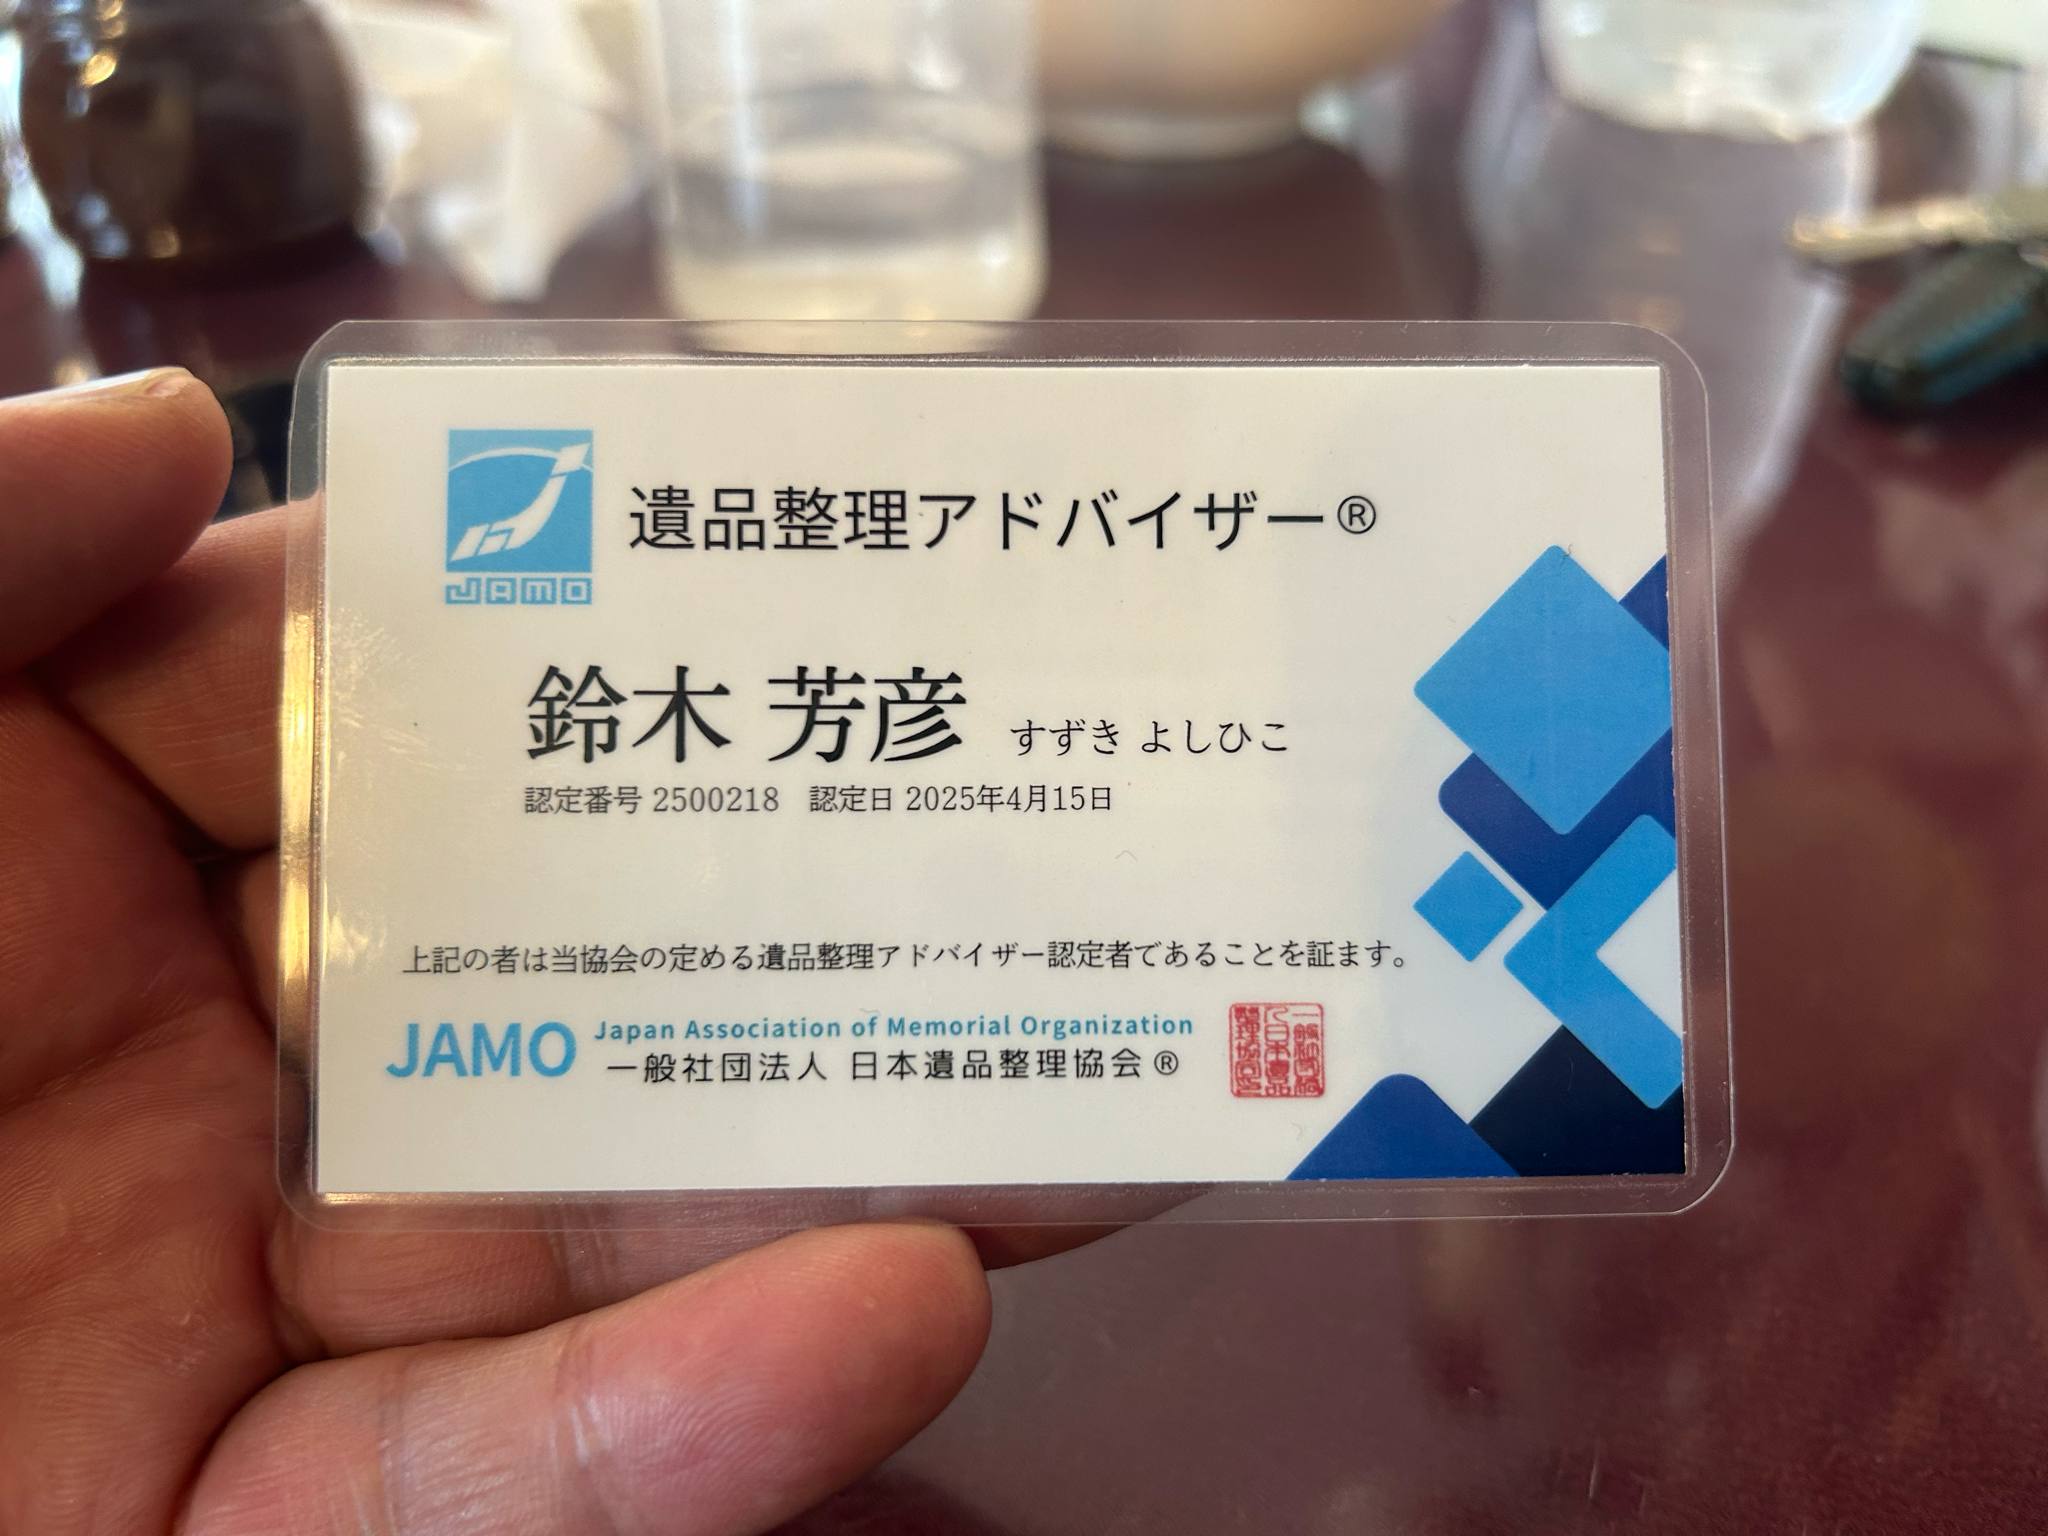 JAMO
遺品整理アドバイザー®
鈴木 芳彦 すずき よしひこ
認定番号 2500218 認定日 2025年4月15日
上記の者は当協会の定める遺品整理アドバイザー認定者であることを証ます。
JAMO Japan Association of Memorial Organization
一般社団法人 日本遺品整理協会®